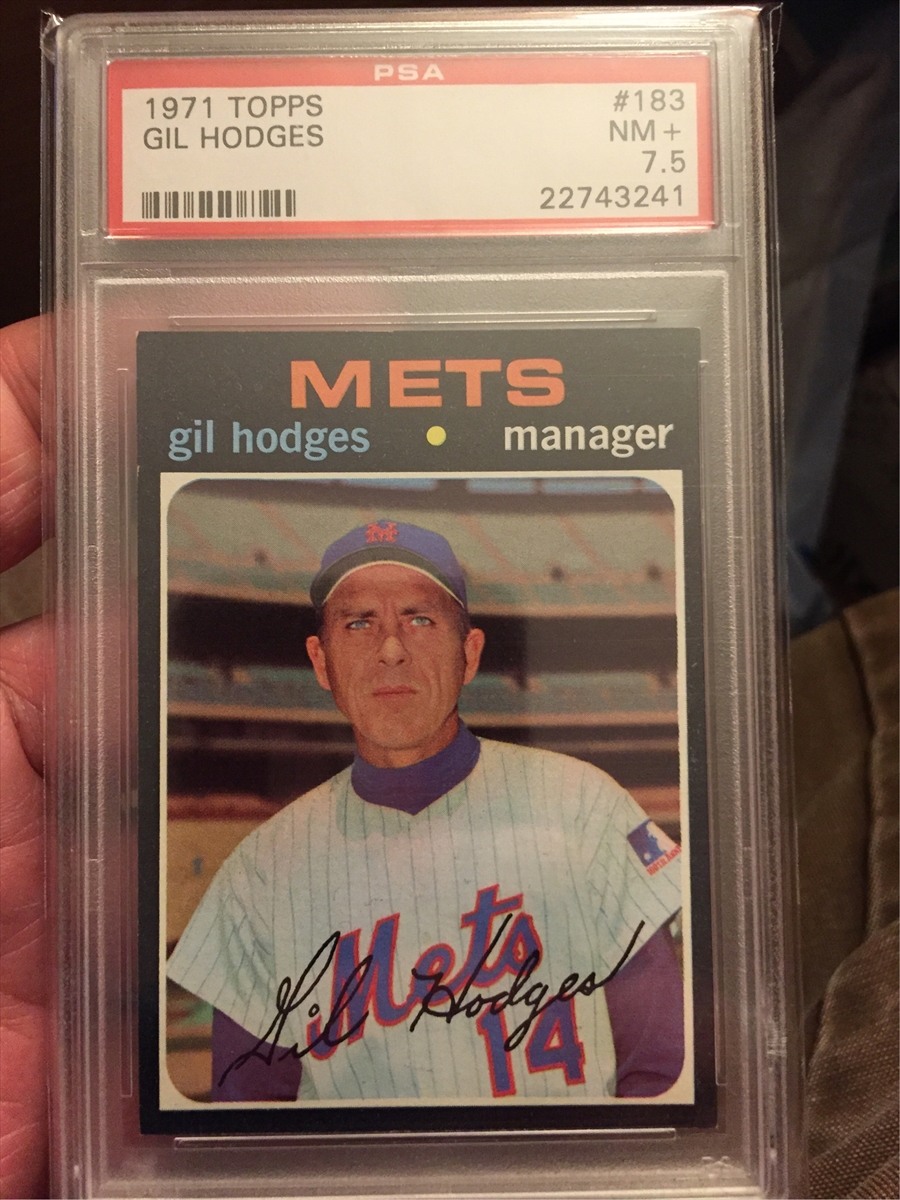 PSA
1971 TOPPS #183
GIL HODGES NM +
7.5
22743241
METS
gil hodges • manager
M
Mets
Gil Hodges
14